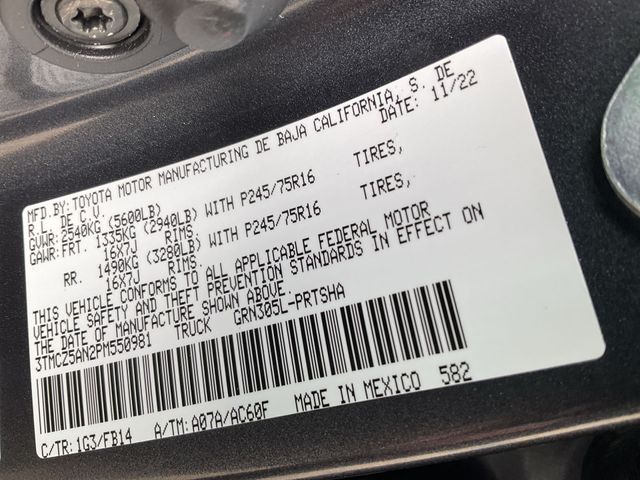 MFD.BY: TOYOTA MOTOR MANUFACTURING DE BAJA CALIFORNIA, S. DE
R.L. DE C.V. DATE: 11/22
GVWR: 2540KG (5600LB)
GAWR: FRT. 1335KG (2940LB) WITH P245/75R16 TIRES,
16X7J RIMS.
RR. 1490KG (3280LB) WITH P245/75R16 TIRES,
16X7J RIMS.
THIS VEHICLE CONFORMS TO ALL APPLICABLE FEDERAL MOTOR
VEHICLE SAFETY AND THEFT PREVENTION STANDARDS IN EFFECT ON
THE DATE OF MANUFACTURE SHOWN ABOVE.
3TMCZ5AN2PM550981 TRUCK GRN305L-PRTSHA
C/TR: 1G3/FB14 A/TM: A07A/AC60F MADE IN MEXICO 582